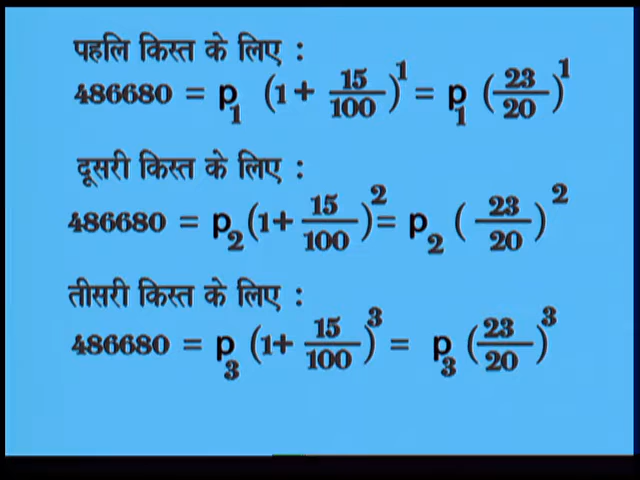 पहलि किस्त के लिए :
486680 = p₁ (1 + 15/100)¹ = p₁ (23/20)¹
दूसरी किस्त के लिए :
486680 = p₂ (1+ 15/100)² = p₂ (23/20)²
तीसरी किस्त के लिए :
486680 = p₃ (1+ 15/100)³ = p₃ (23/20)³